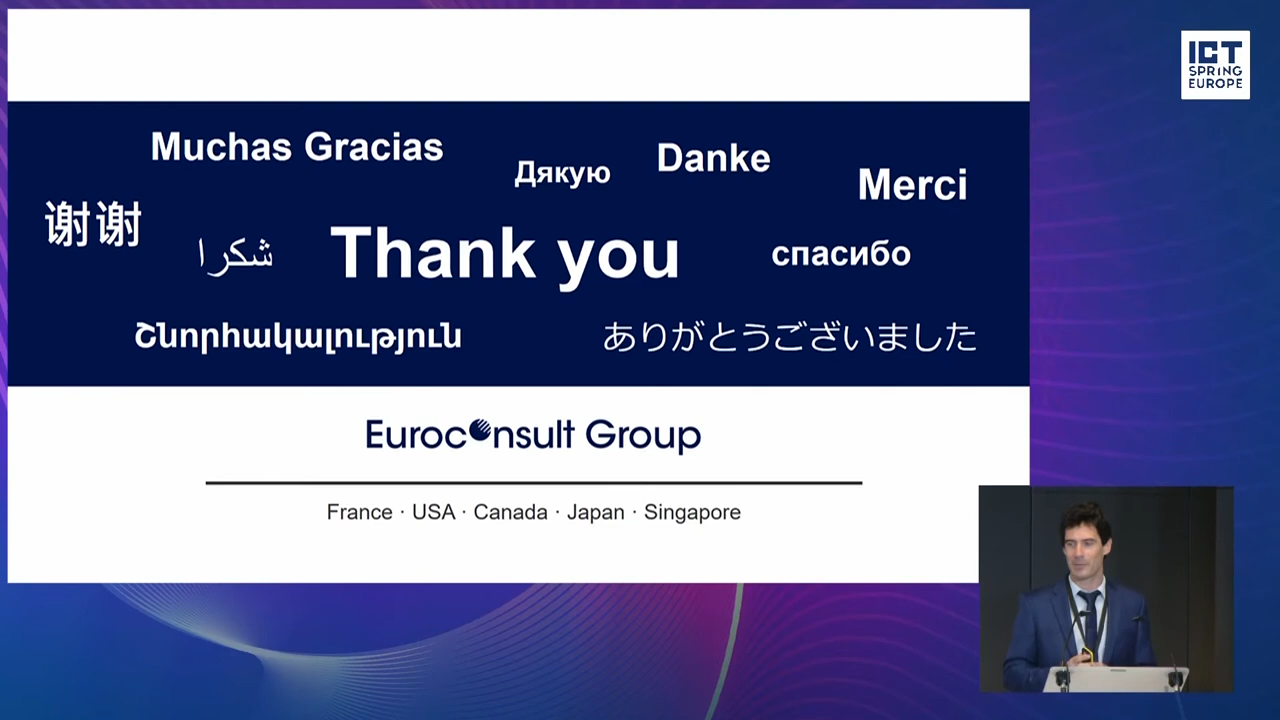 ICT
SPRING
EUROPE
Muchas Gracias
Дякую
Danke
Merci
谢谢
شكرا
Thank you
спасибо
Շնորհակալություն
ありがとうございました
Euroconsult Group
France · USA · Canada · Japan · Singapore